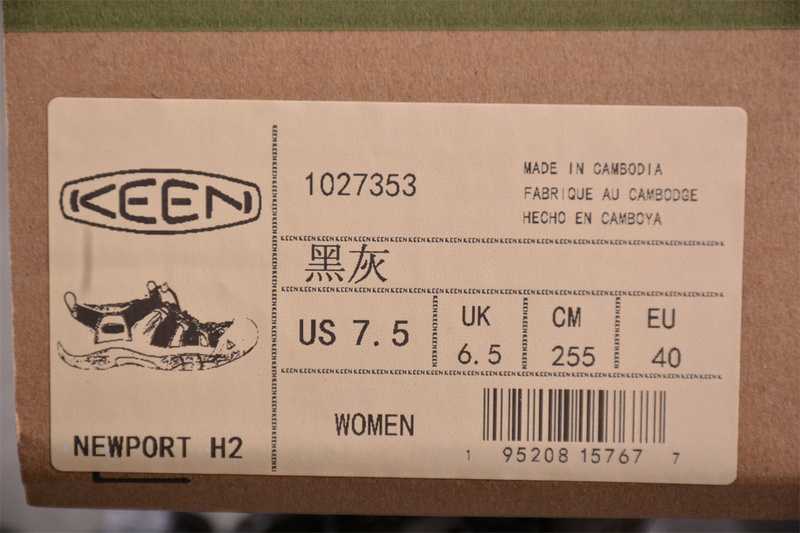 KEEN
NEWPORT H2
1027353
MADE IN CAMBODIA
FABRIQUE AU CAMBODGE
HECHO EN CAMBOYA
黑灰
US 7.5
UK
6.5
CM
255
EU
40
WOMEN
1 95208 15767 7